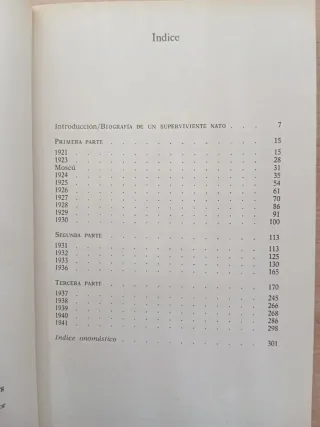 Indice
Introducción/BIOGRAFÍA DE UN SUPERVIVIENTE NATO . . . 7
PRIMERA PARTE . . . . . . . . . . . . . 15
1921 . . . . . . . . . . . . . . . 15
1923 . . . . . . . . . . . . . . . 28
Moscú . . . . . . . . . . . . . . . 31
1924 . . . . . . . . . . . . . . . 35
1925 . . . . . . . . . . . . . . . 54
1926 . . . . . . . . . . . . . . . 61
1927 . . . . . . . . . . . . . . . 70
1928 . . . . . . . . . . . . . . . 86
1929 . . . . . . . . . . . . . . . 91
1930 . . . . . . . . . . . . . . . 100
SEGUNDA PARTE . . . . . . . . . . . . . 113
1931 . . . . . . . . . . . . . . . 113
1932 . . . . . . . . . . . . . . . 125
1933 . . . . . . . . . . . . . . . 130
1936 . . . . . . . . . . . . . . . 165
TERCERA PARTE . . . . . . . . . . . . . 170
1937 . . . . . . . . . . . . . . . 245
1938 . . . . . . . . . . . . . . . 266
1939 . . . . . . . . . . . . . . . 268
1940 . . . . . . . . . . . . . . . 286
1941 . . . . . . . . . . . . . . . 298
Indice onomástico . . . . . . . . . . . . 301